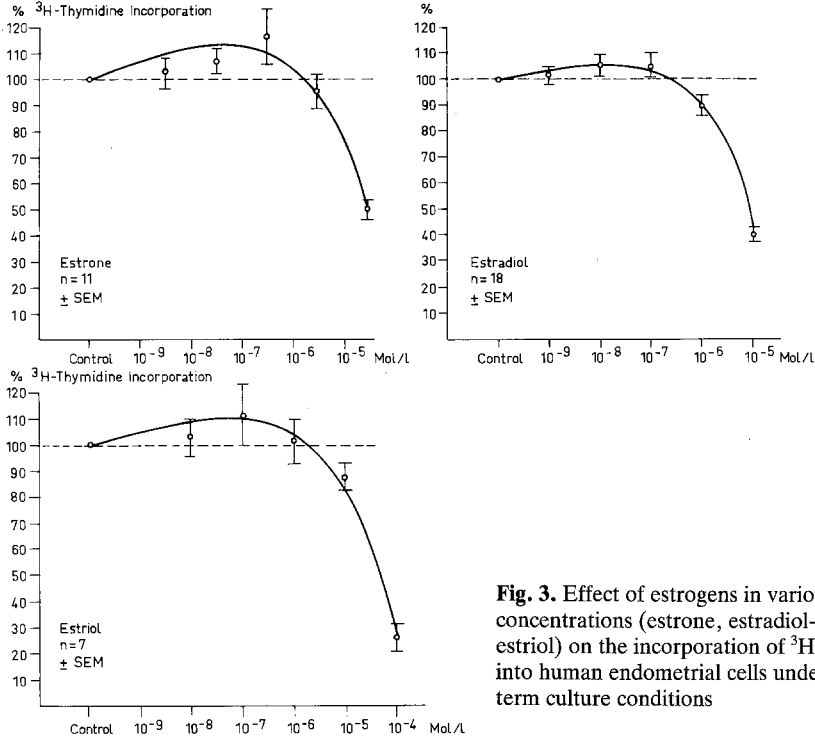 % ³H-Thymidine Incorporation
120
110
100
90
80
70
60
50
40
30
20
10
Estrone
n = 11
± SEM
Control 10⁻⁹ 10⁻⁸ 10⁻⁷ 10⁻⁶ 10⁻⁵ Mol/l
%
120
110
100
90
80
70
60
50
40
30
20
10
Estradiol
n = 18
± SEM
Control 10⁻⁹ 10⁻⁸ 10⁻⁷ 10⁻⁶ 10⁻⁵ Mol/l
% ³H-Thymidine Incorporation
120
110
100
90
80
70
60
50
40
30
20
10
Estriol
n = 7
± SEM
Control 10⁻⁹ 10⁻⁸ 10⁻⁷ 10⁻⁶ 10⁻⁵ 10⁻⁴ Mol/l
Fig. 3. Effect of estrogens in vario
concentrations (estrone, estradiol-
estriol) on the incorporation of ³H
into human endometrial cells unde
term culture conditions